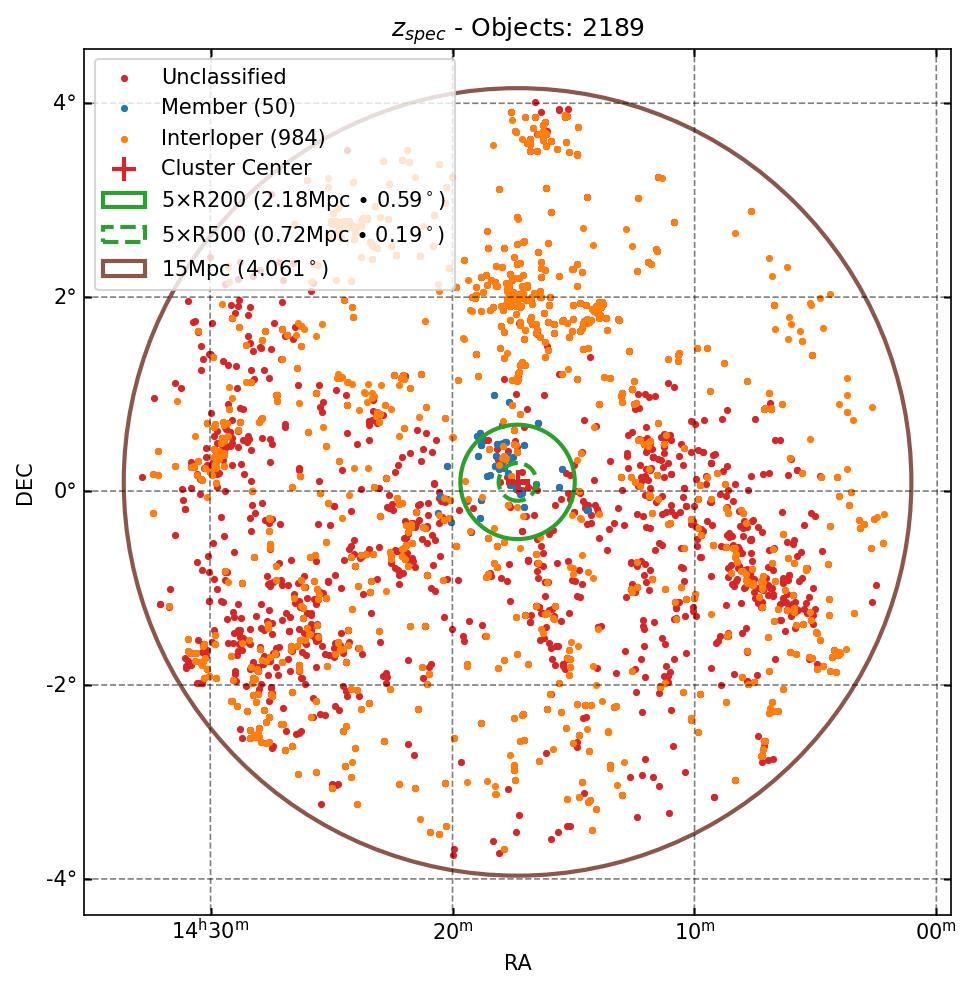 z_spec - Objects: 2189
Unclassified
Member (50)
Interloper (984)
Cluster Center
5×R200 (2.18Mpc • 0.59°)
5×R500 (0.72Mpc • 0.19°)
15Mpc (4.061°)
4°
2°
0°
-2°
-4°
DEC
14ʰ30ᵐ 20ᵐ 10ᵐ 00ᵐ
RA